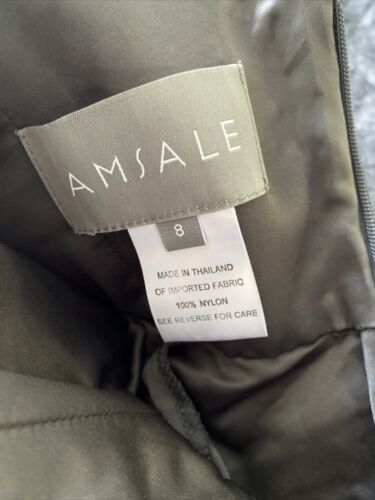 AMSALE
8
MADE IN THAILAND
OF IMPORTED FABRIC
100% NYLON
SEE REVERSE FOR CARE